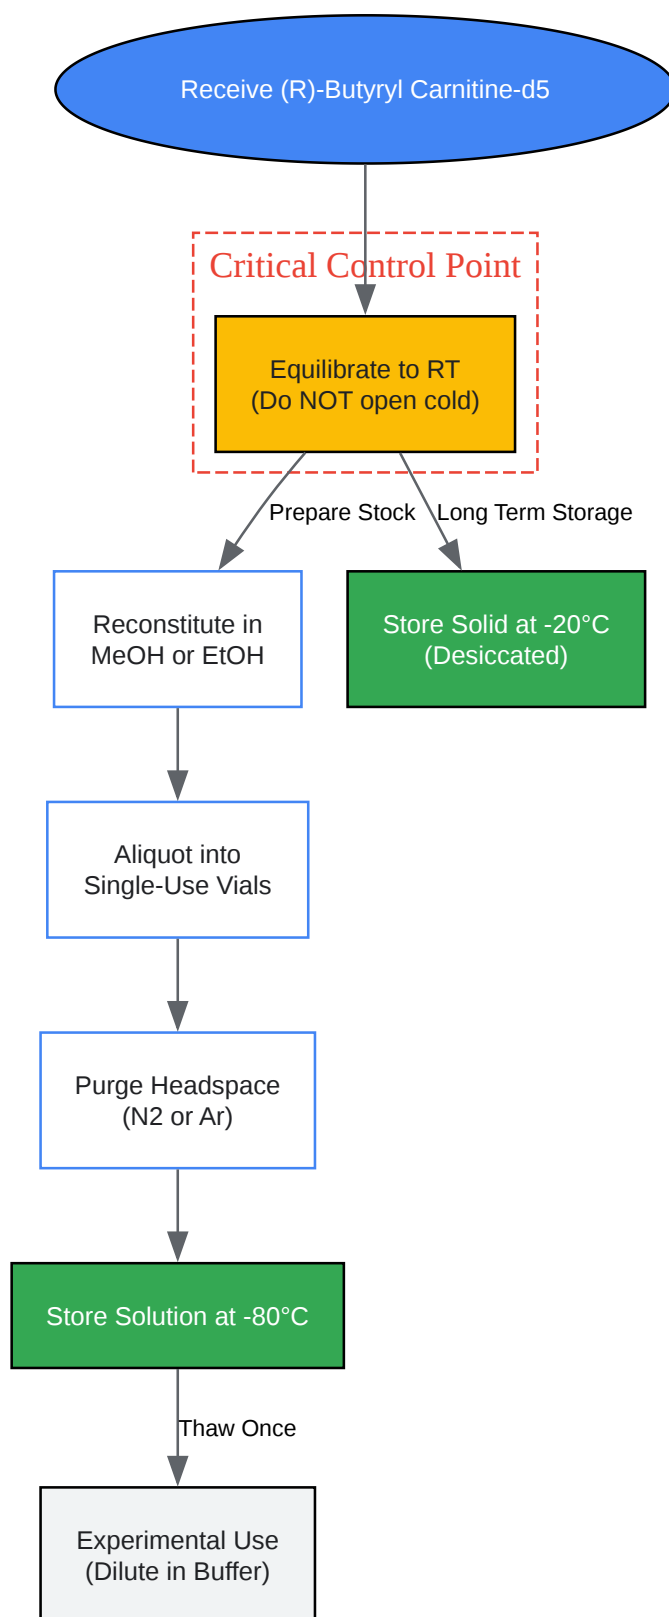 Receive (R)-Butyryl Carnitine-d5
Critical Control Point
Equilibrate to RT
(Do NOT open cold)
Prepare Stock
Long Term Storage
Reconstitute in
MeOH or EtOH
Store Solid at -20°C
(Desiccated)
Aliquot into
Single-Use Vials
Purge Headspace
(N2 or Ar)
Store Solution at -80°C
Thaw Once
Experimental Use
(Dilute in Buffer)